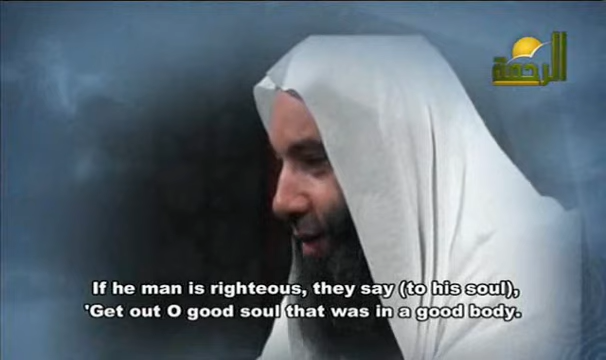 الرحمة
If he man is righteous, they say (to his soul),
'Get out O good soul that was in a good body.